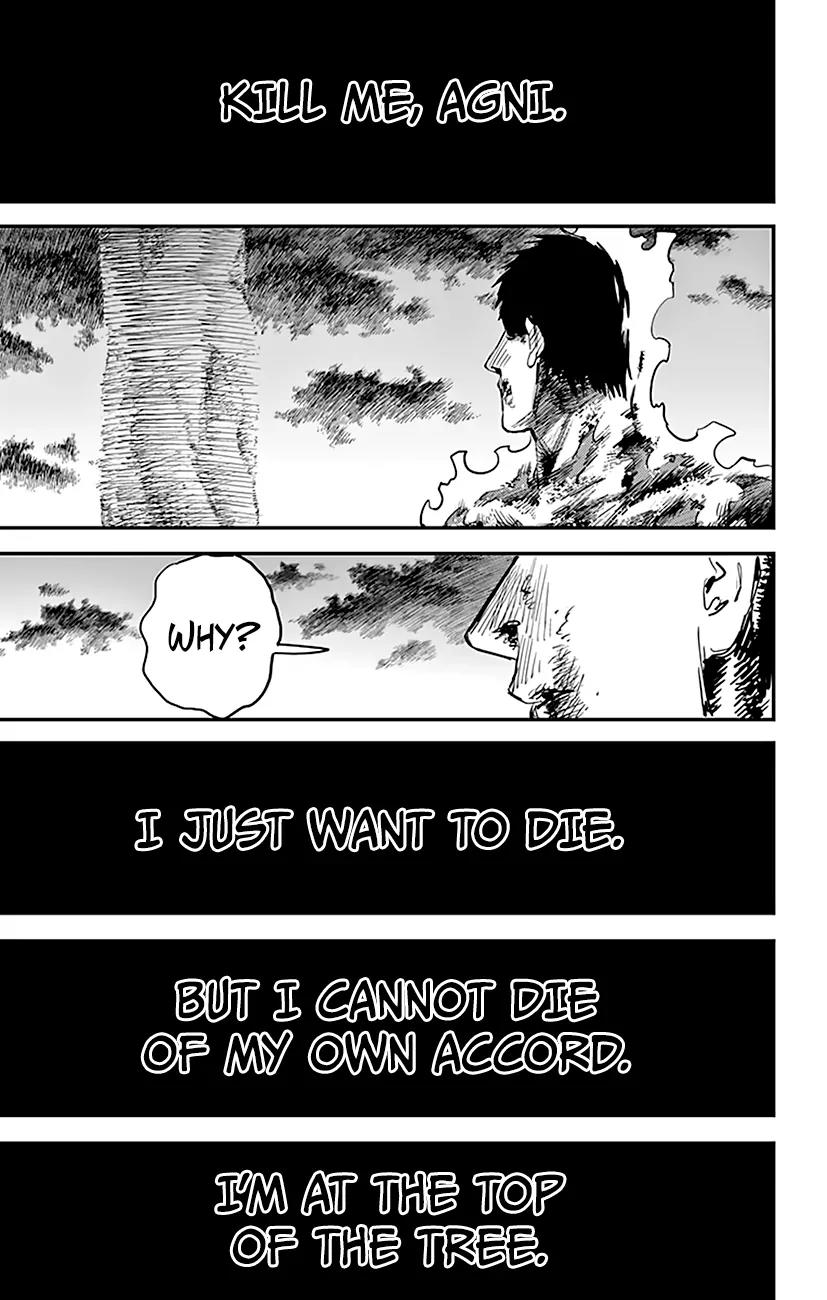 KILL ME, AGNI.
WHY?
I JUST WANT TO DIE.
BUT I CANNOT DIE
OF MY OWN ACCORD.
I'M AT THE TOP
OF THE TREE.